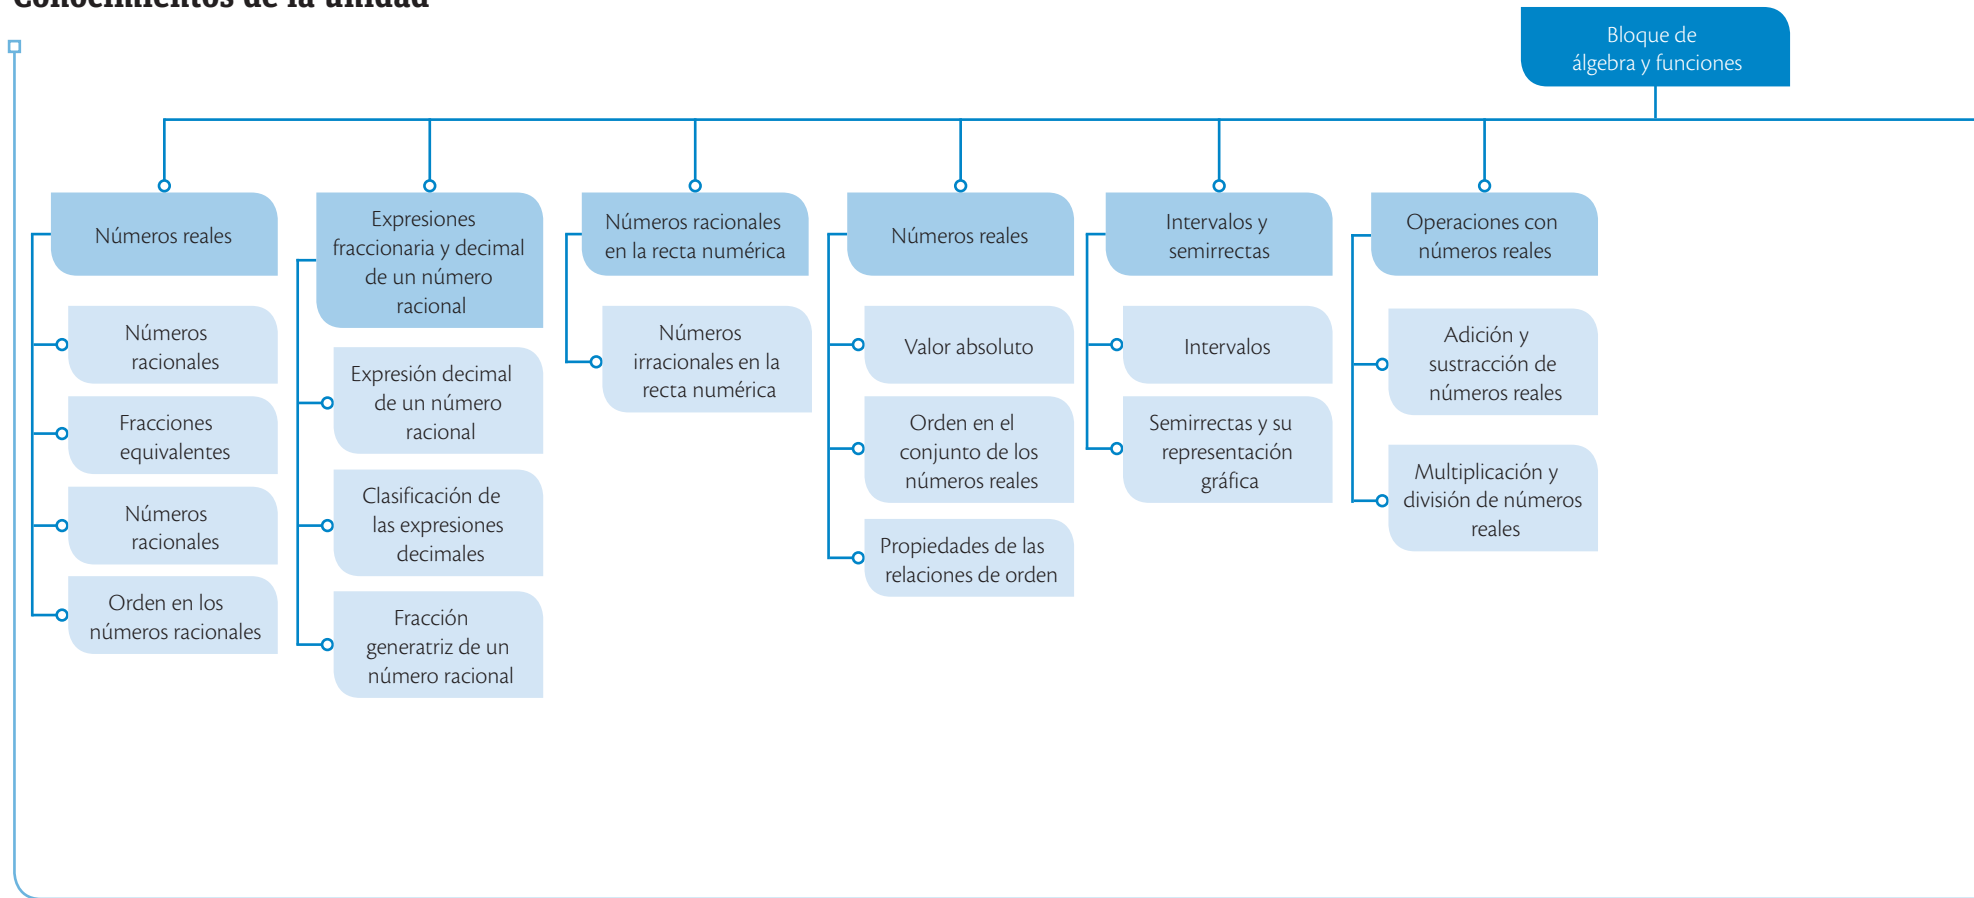 Conocimientos de la unidad
Bloque de
álgebra y funciones
Números reales
Números
racionales
Fracciones
equivalentes
Números
racionales
Orden en los
números racionales
Expresiones
fraccionaria y decimal
de un número
racional
Expresión decimal
de un número
racional
Clasificación de
las expresiones
decimales
Fracción
generatriz de un
número racional
Números racionales
en la recta numérica
Números
irracionales en la
recta numérica
Números reales
Valor absoluto
Orden en el
conjunto de los
números reales
Propiedades de las
relaciones de orden
Intervalos y
semirrectas
Intervalos
Semirrectas y su
representación
gráfica
Operaciones con
números reales
Adición y
sustracción de
números reales
Multiplicación y
división de números
reales